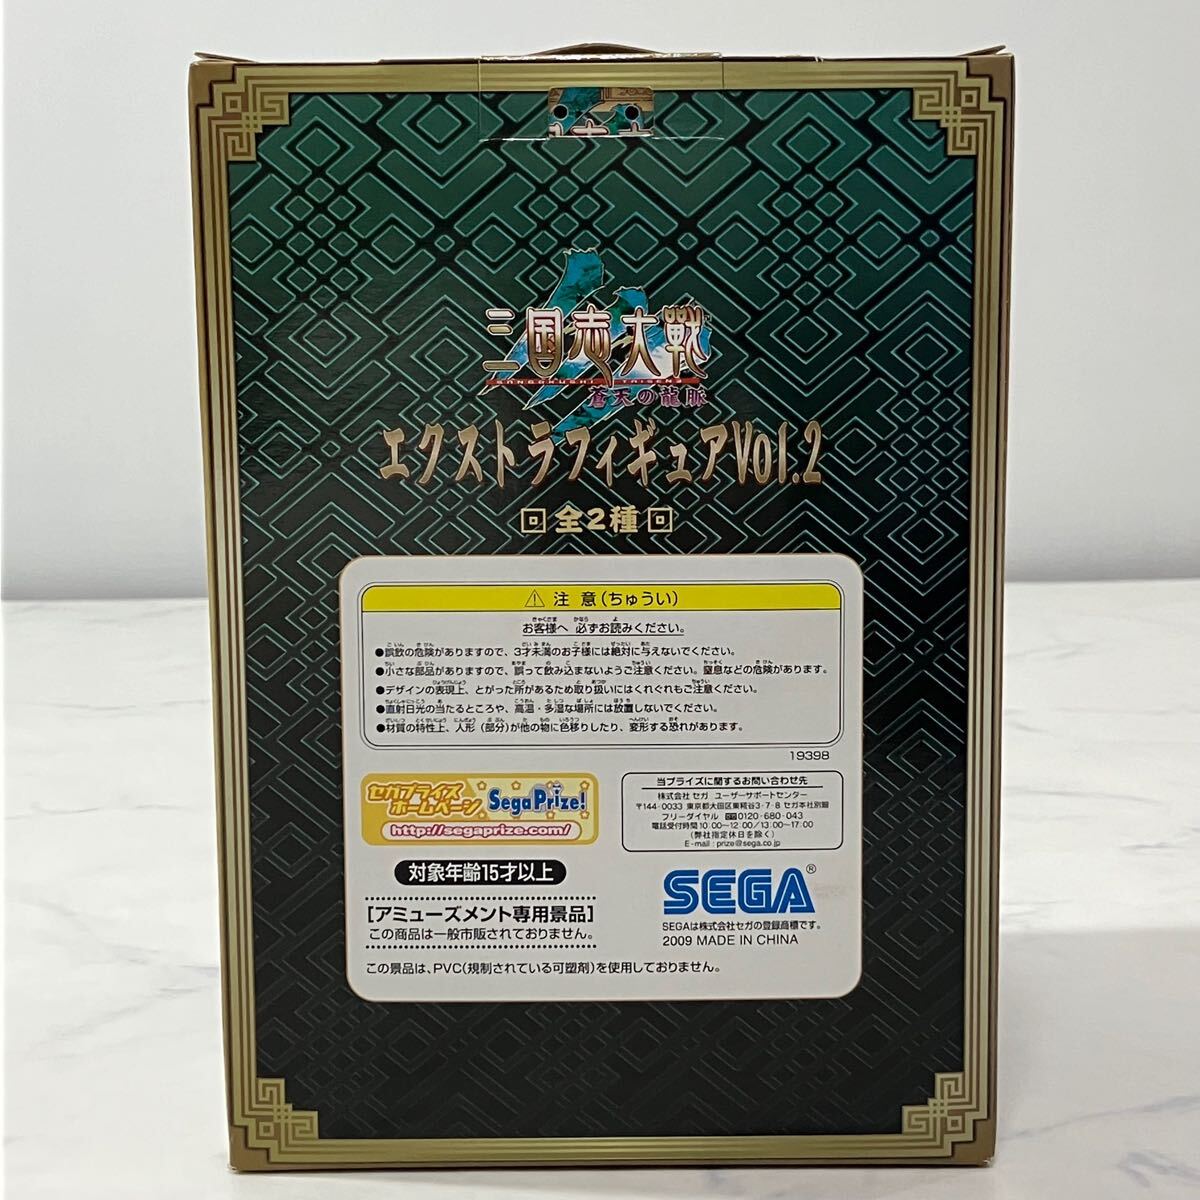 三国志大戦
SANGOKUSHI TAISEN3
蒼天の龍脈
エクストラフィギュアVol.2
全2種
⚠ 注意(ちゅうい)
お客様へ 必ずお読みください。
●誤飲の危険がありますので、3才未満のお子様には絶対に与えないでください。
●小さな部品がありますので、誤って飲み込まないようご注意ください。窒息などの危険があります。
●デザインの表現上、とがった所があるため取り扱いにはくれぐれもご注意ください。
●直射日光の当たるところや、高温・多湿な場所には放置しないでください。
●材質の特性上、人形(部分)が他の物に色移りしたり、変形する恐れがあります。
19398
セガプライズ
ホームページ
SegaPrize!
http://segaprize.com/
当プライズに関するお問い合わせ先
株式会社 セガ ユーザーサポートセンター
〒144-0033 東京都大田区東糀谷3-7-8 セガ本社別館
フリーダイヤル 0120-680-043
電話受付時間 10:00〜12:00/13:00〜17:00
(弊社指定休日を除く)
E-mail : prize@sega.co.jp
対象年齢15才以上
[アミューズメント専用景品]
この商品は一般市販されておりません。
SEGA®
SEGAは株式会社セガの登録商標です。
2009 MADE IN CHINA
この景品は、PVC(規制されている可塑剤)を使用しておりません。